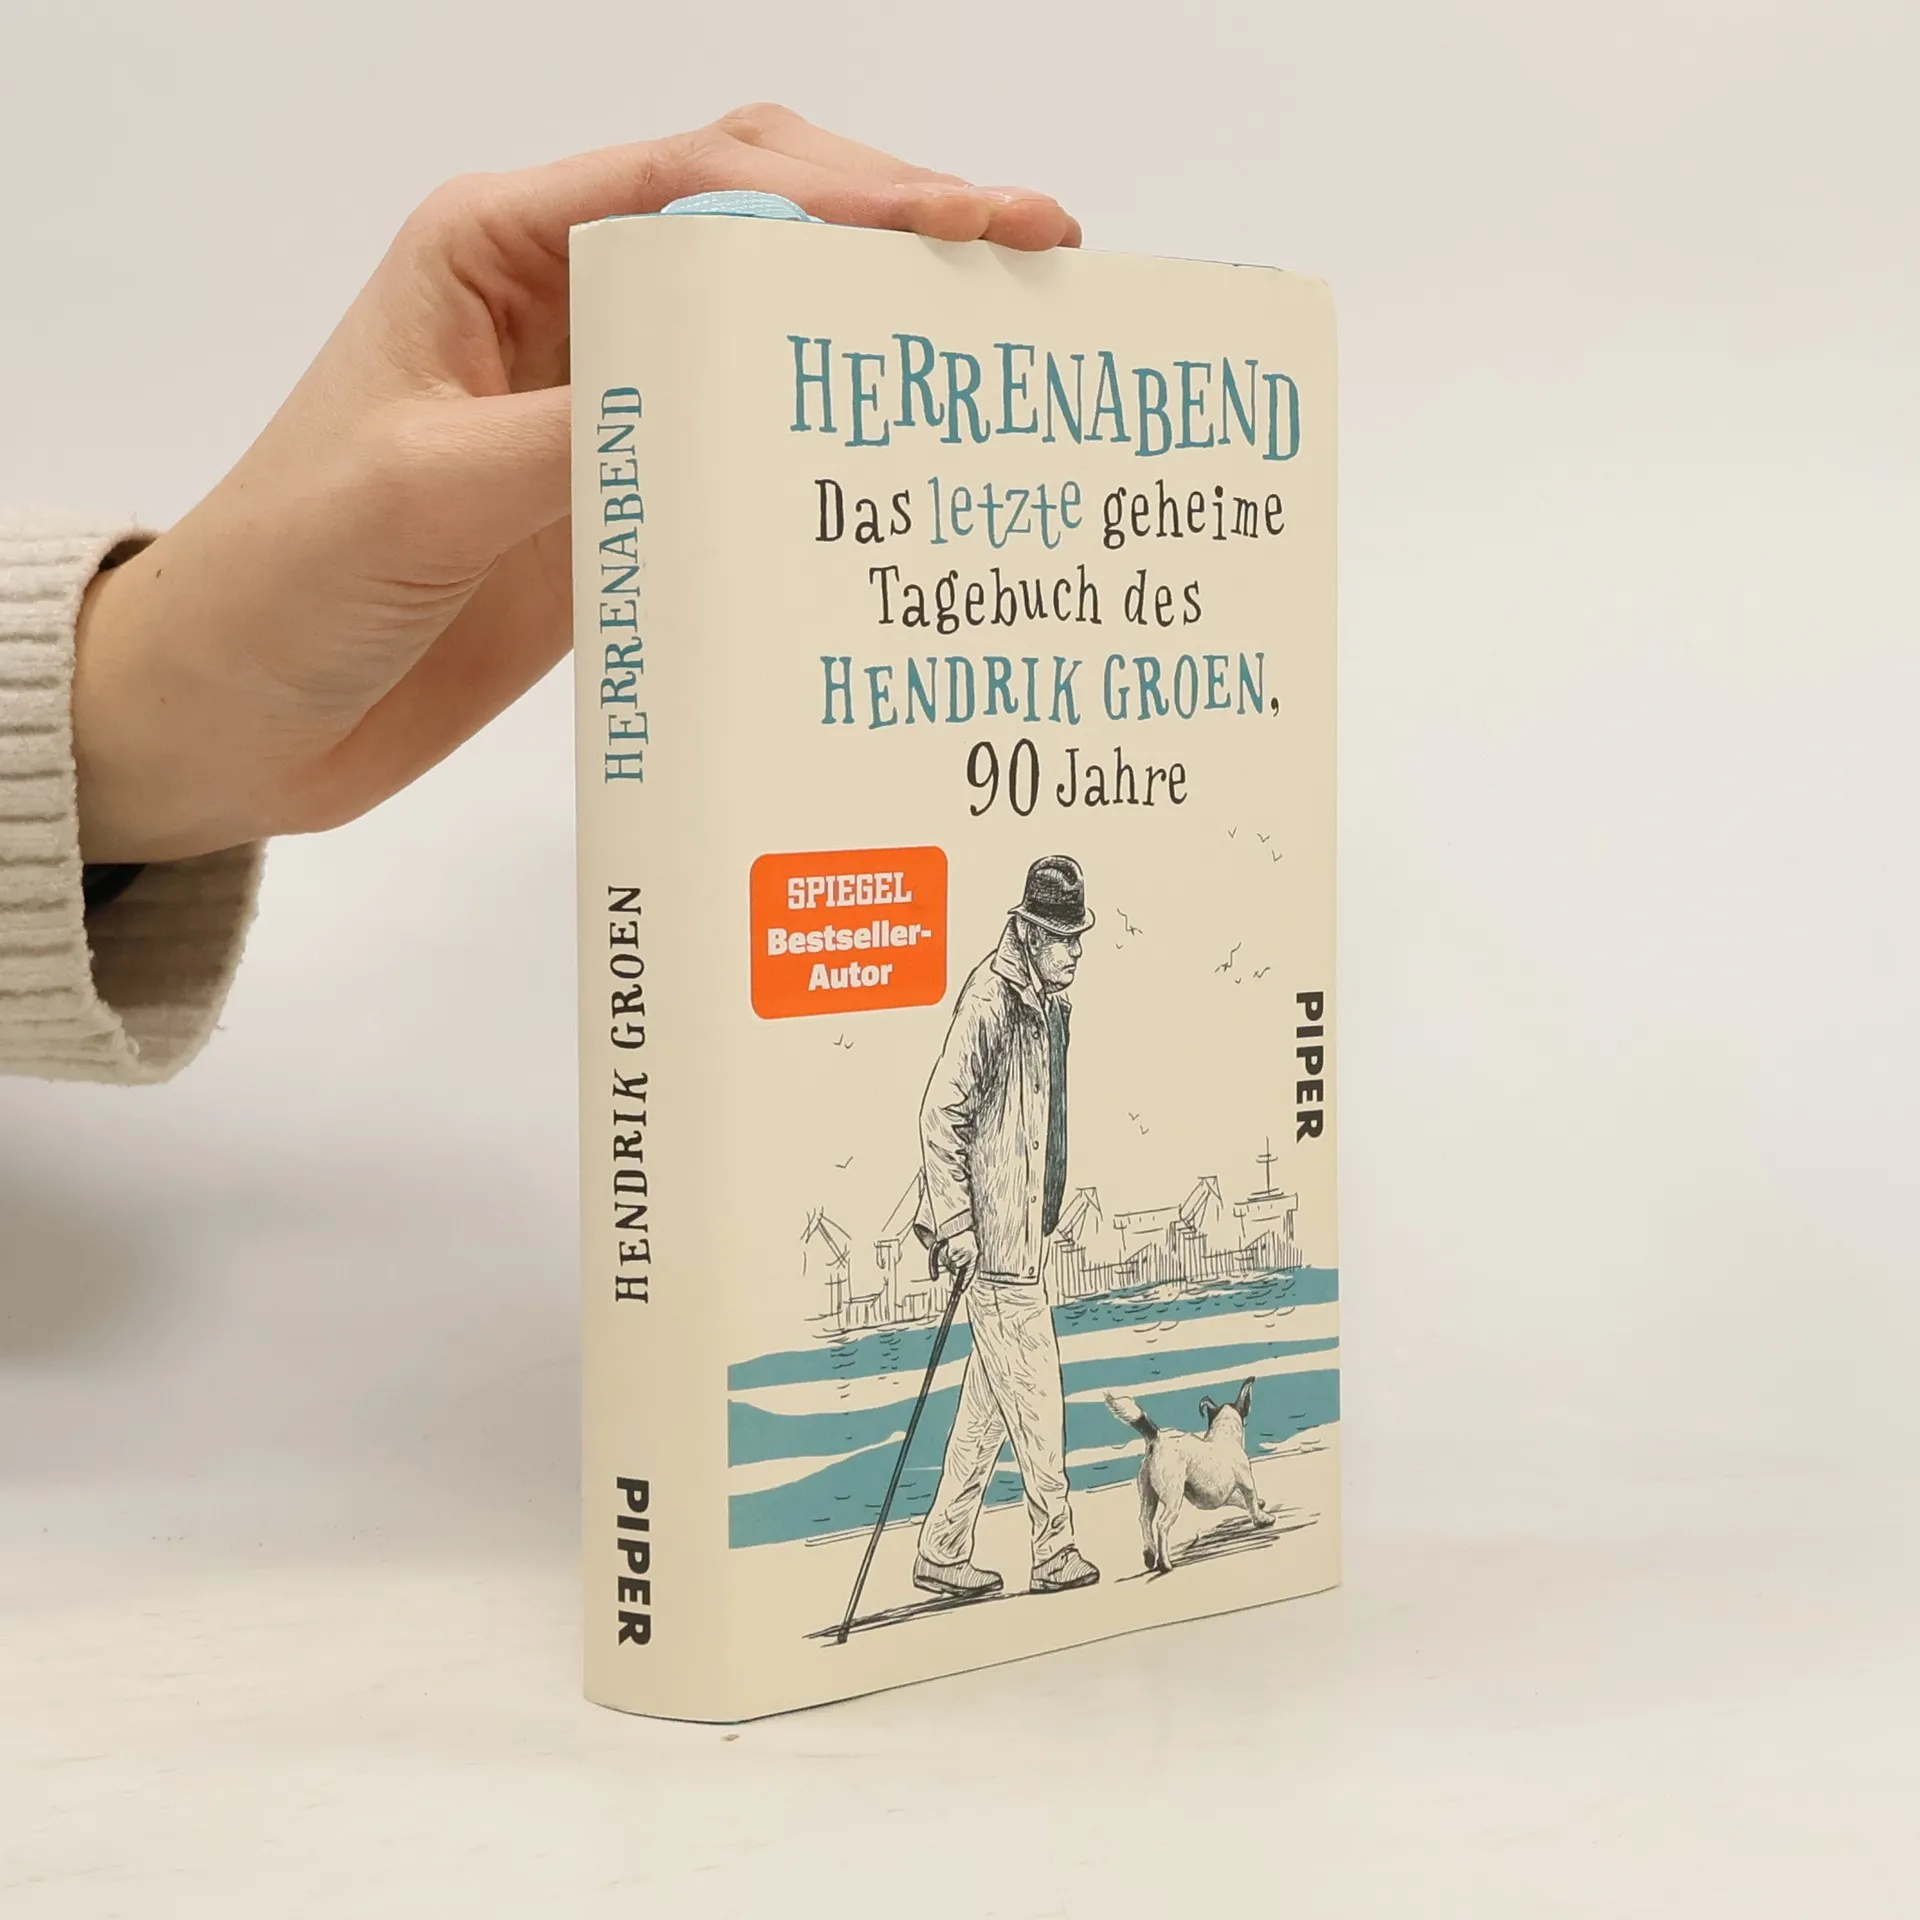 HERRENABEND
Das letzte geheime
Tagebuch des
HENDRIK GROEN,
90 Jahre
SPIEGEL
Bestseller-
Autor
PIPER
HENDRIK GROEN HERRENABEND
PIPER